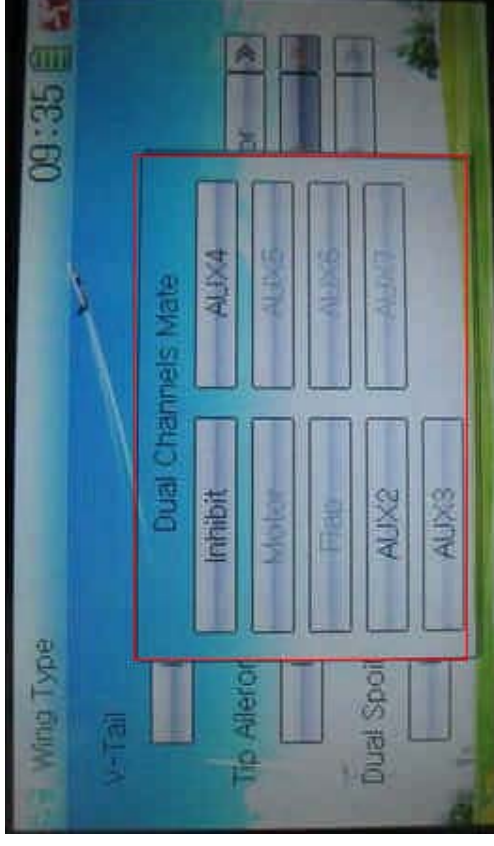 Wing Type 09:35
V-Tail
Dual Channels Mate
Inhibit AUX4
Motor AUX5
Tip Aileron
Flap AUX6
AUX2 AUX7
Dual Spoil
AUX3